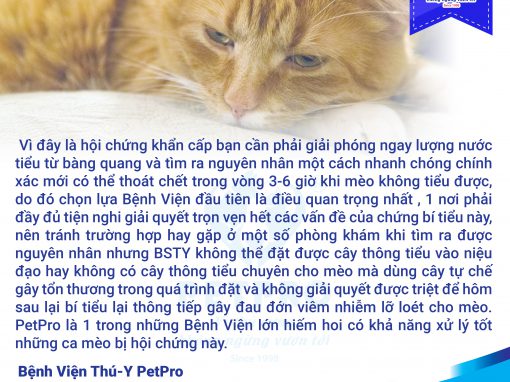 Vì đây là hội chứng khẩn cấp bạn cần phải giải phóng ngay lượng nước
tiểu từ bàng quang và tìm ra nguyên nhân một cách nhanh chóng chính
xác mới có thể thoát chết trong vòng 3-6 giờ khi mèo không tiểu được,
do đó chọn lựa Bệnh Viện đầu tiên là điều quan trọng nhất , 1 nơi phải
đầy đủ tiện nghi giải quyết trọn vẹn hết các vấn đề của chứng bí tiểu này,
nên tránh trường hợp hay gặp ở một số phòng khám khi tìm ra được
nguyên nhân nhưng BSTY không thể đặt được cây thông tiểu vào niệu
đạo hay không có cây thông tiểu chuyên cho mèo mà dùng cây tự chế
gây tổn thương trong quá trình đặt và không giải quyết được triệt để hôm
sau lại bí tiểu lại thông tiếp gây đau đớn viêm nhiễm lỡ loét cho mèo.
PetPro là 1 trong những Bệnh Viện lớn hiếm hoi có khả năng xử lý tốt
những ca mèo bị hội chứng này.
Since 1998
Bệnh Viện Thú-Y PetPro